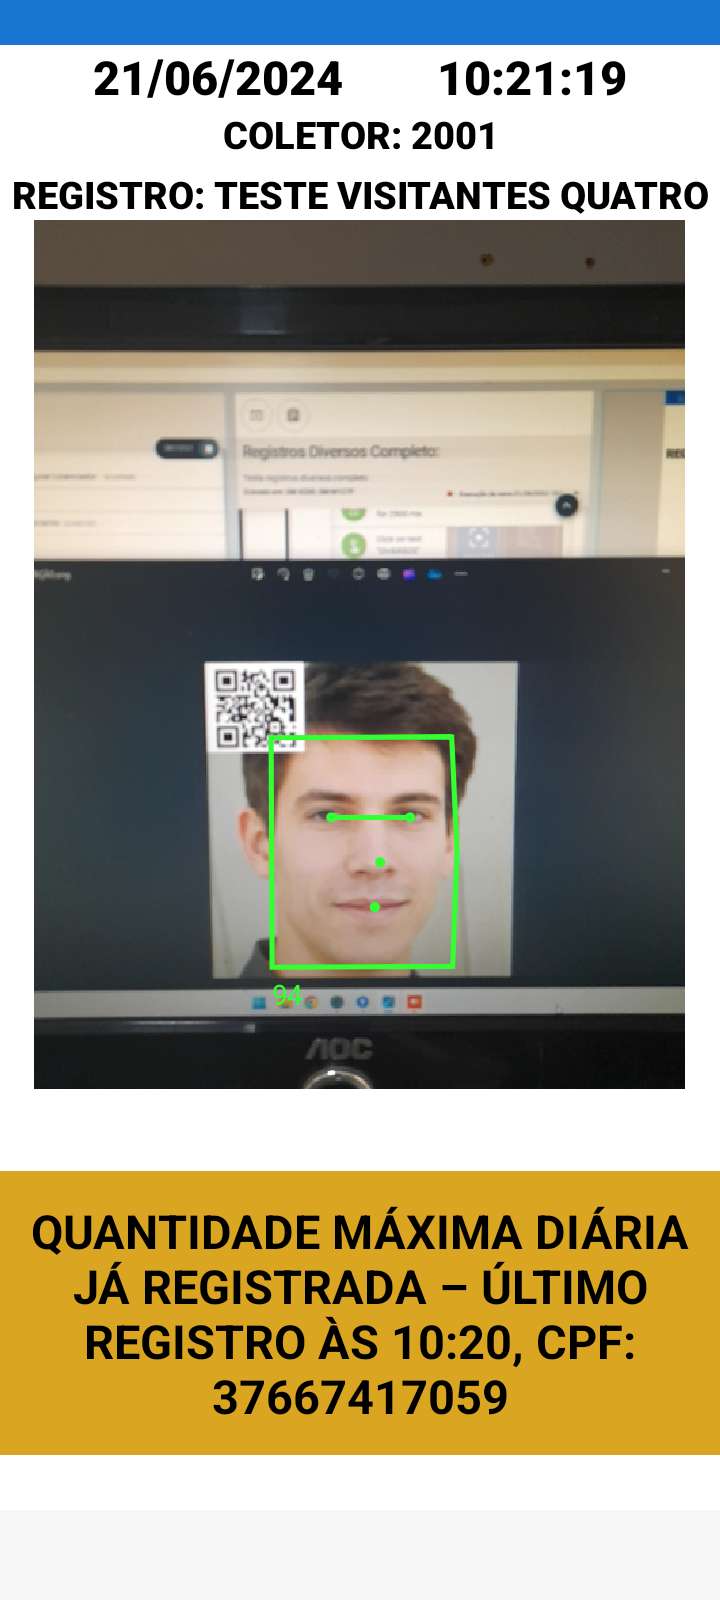 21/06/2024 10:21:19
COLETOR: 2001
REGISTRO: TESTE VISITANTES QUATRO
Registros Diversos Completo:
94
AOC
QUANTIDADE MÁXIMA DIÁRIA
JÁ REGISTRADA – ÚLTIMO
REGISTRO ÀS 10:20, CPF:
37667417059